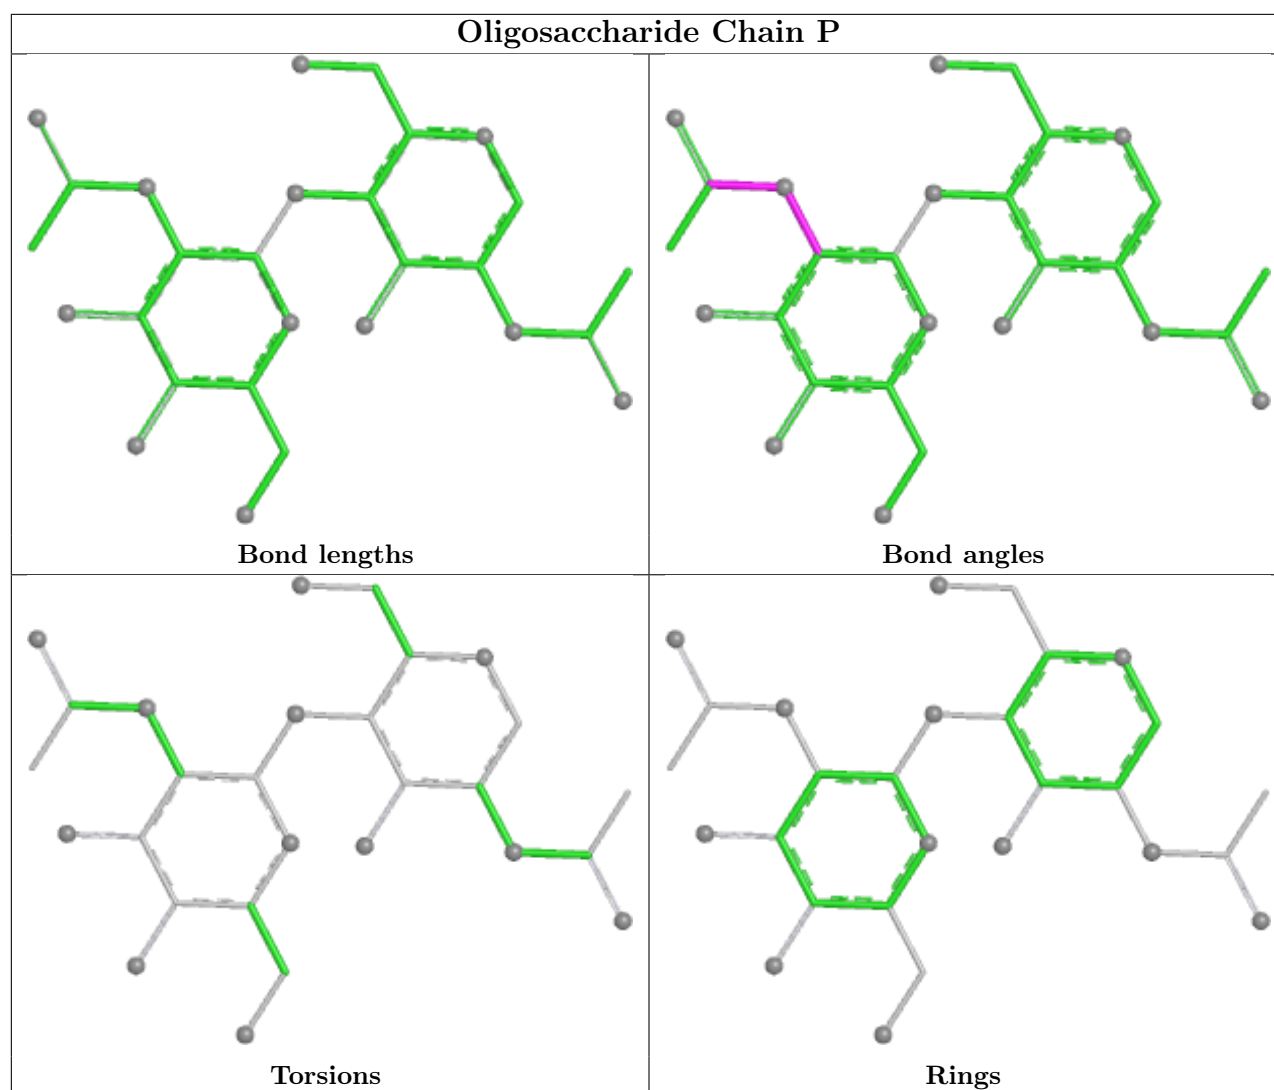 Oligosaccharide Chain P
Bond lengths
Bond angles
Torsions
Rings